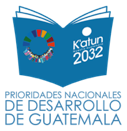 K'atun
2032
PRIORIDADES NACIONALES
DE DESARROLLO
DE GUATEMALA